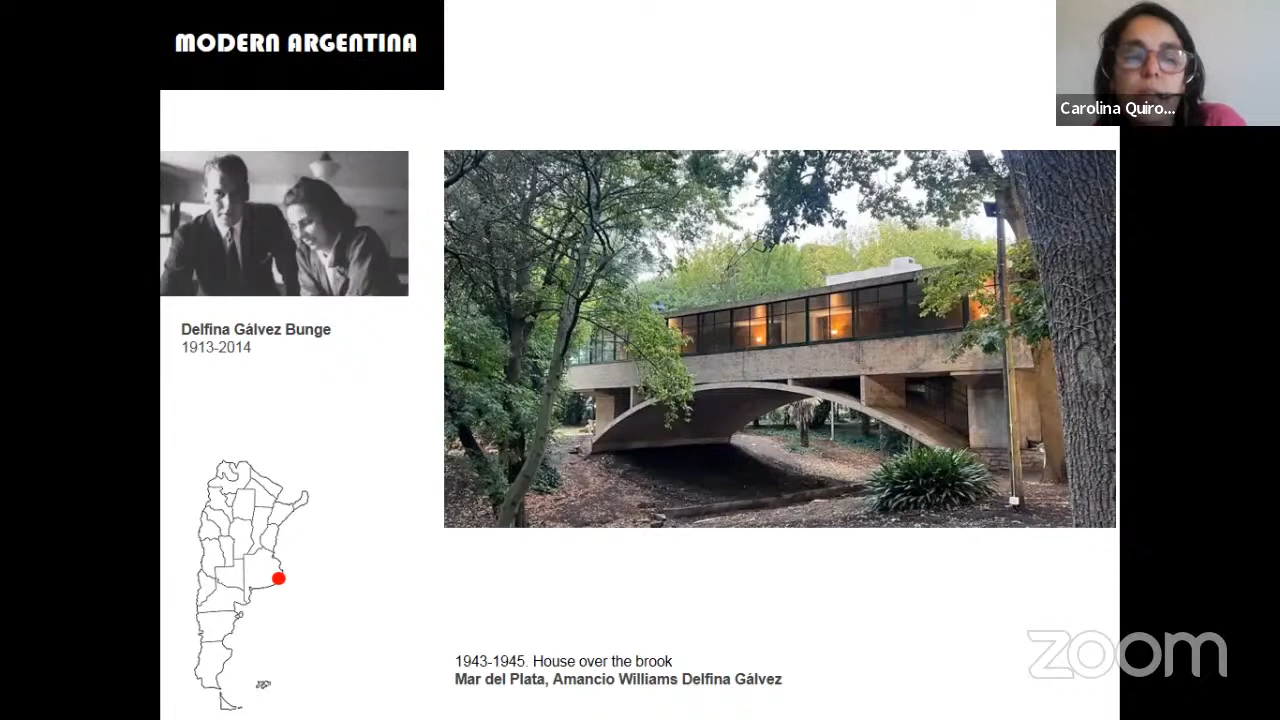 MODERN ARGENTINA
Carolina Quiro...
Delfina Gálvez Bunge
1913-2014
1943-1945. House over the brook
Mar del Plata, Amancio Williams Delfina Gálvez
zoom